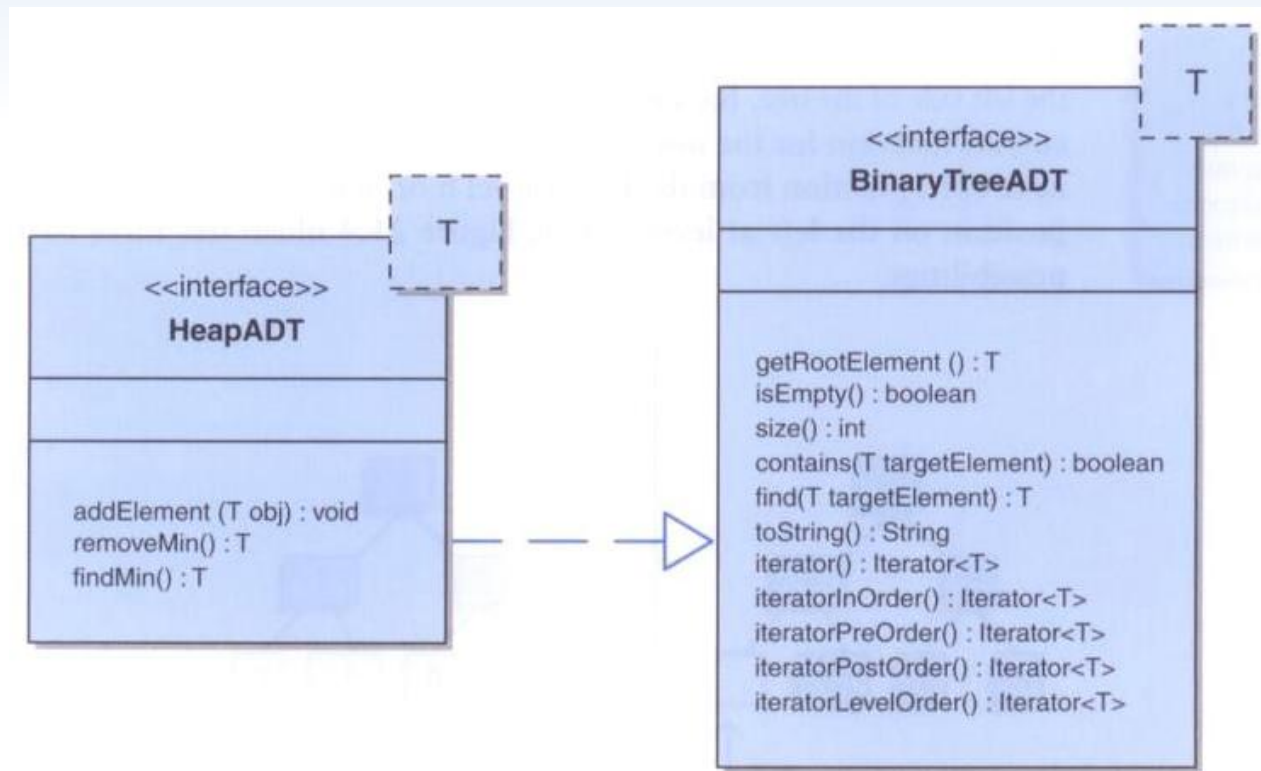 T
<<interface>>
HeapADT
addElement (T obj) : void
removeMin() : T
findMin() : T
T
<<interface>>
BinaryTreeADT
getRootElement () : T
isEmpty() : boolean
size() : int
contains(T targetElement) : boolean
find(T targetElement) : T
toString() : String
iterator() : Iterator<T>
iteratorInOrder() : Iterator<T>
iteratorPreOrder() : Iterator<T>
iteratorPostOrder() : Iterator<T>
iteratorLevelOrder() : Iterator<T>